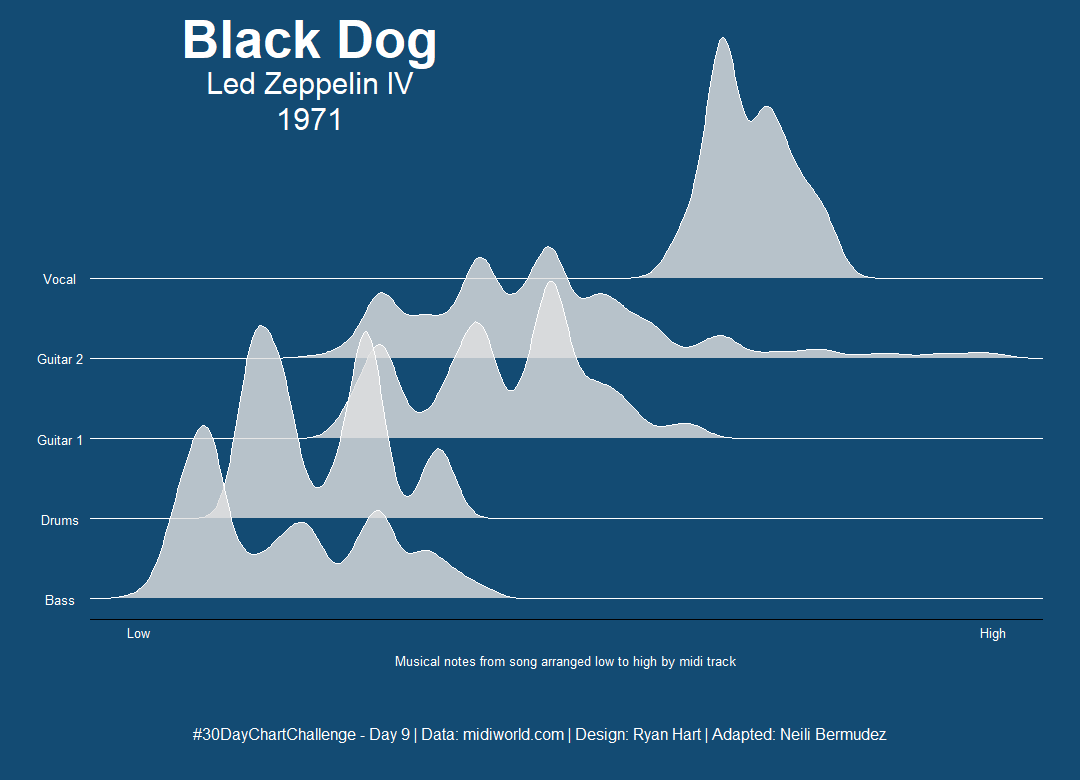 Black Dog
Led Zeppelin IV
1971
Vocal
Guitar 2
Guitar 1
Drums
Bass
Low High
Musical notes from song arranged low to high by midi track
#30DayChartChallenge - Day 9 | Data: midiworld.com | Design: Ryan Hart | Adapted: Neili Bermudez